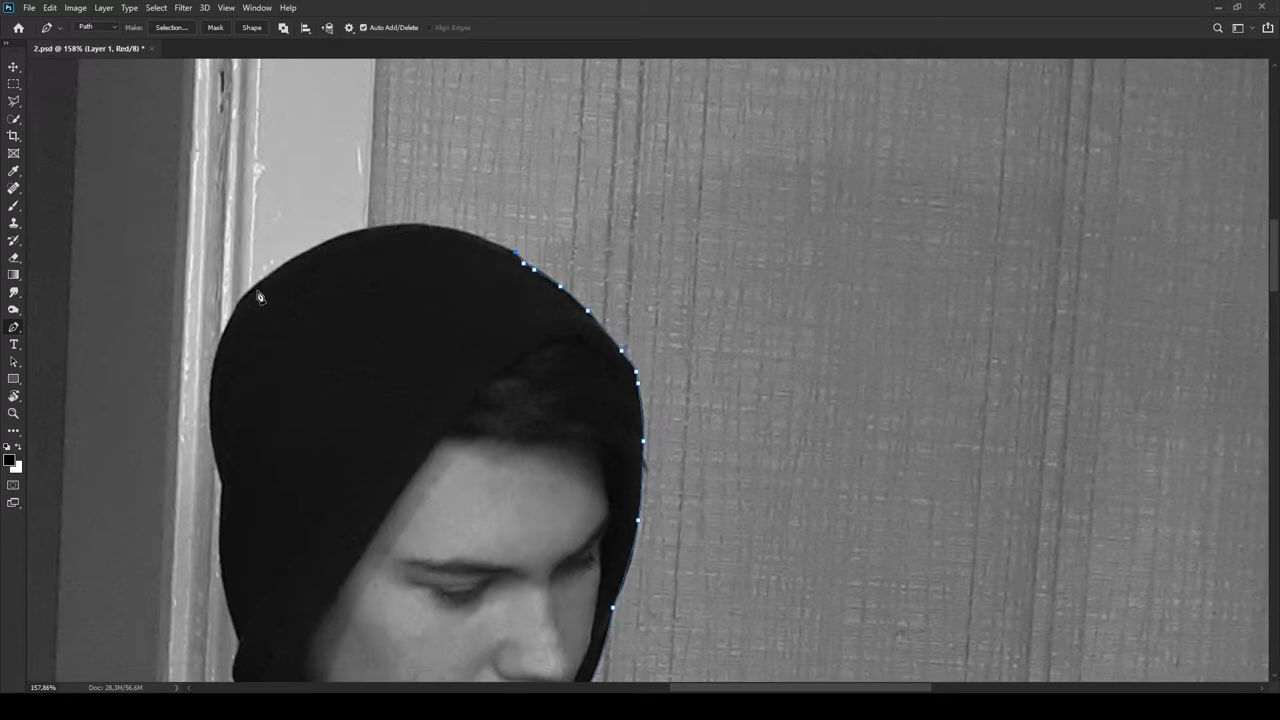 Ps File Edit Image Layer Type Select Filter 3D View Window Help
Path Make: Selection... Mask Shape Auto Add/Delete Align Edges
2.psd @ 158% (Layer 1, Red/8) * ×
T
157,86% Doc: 28,3M/56,6M